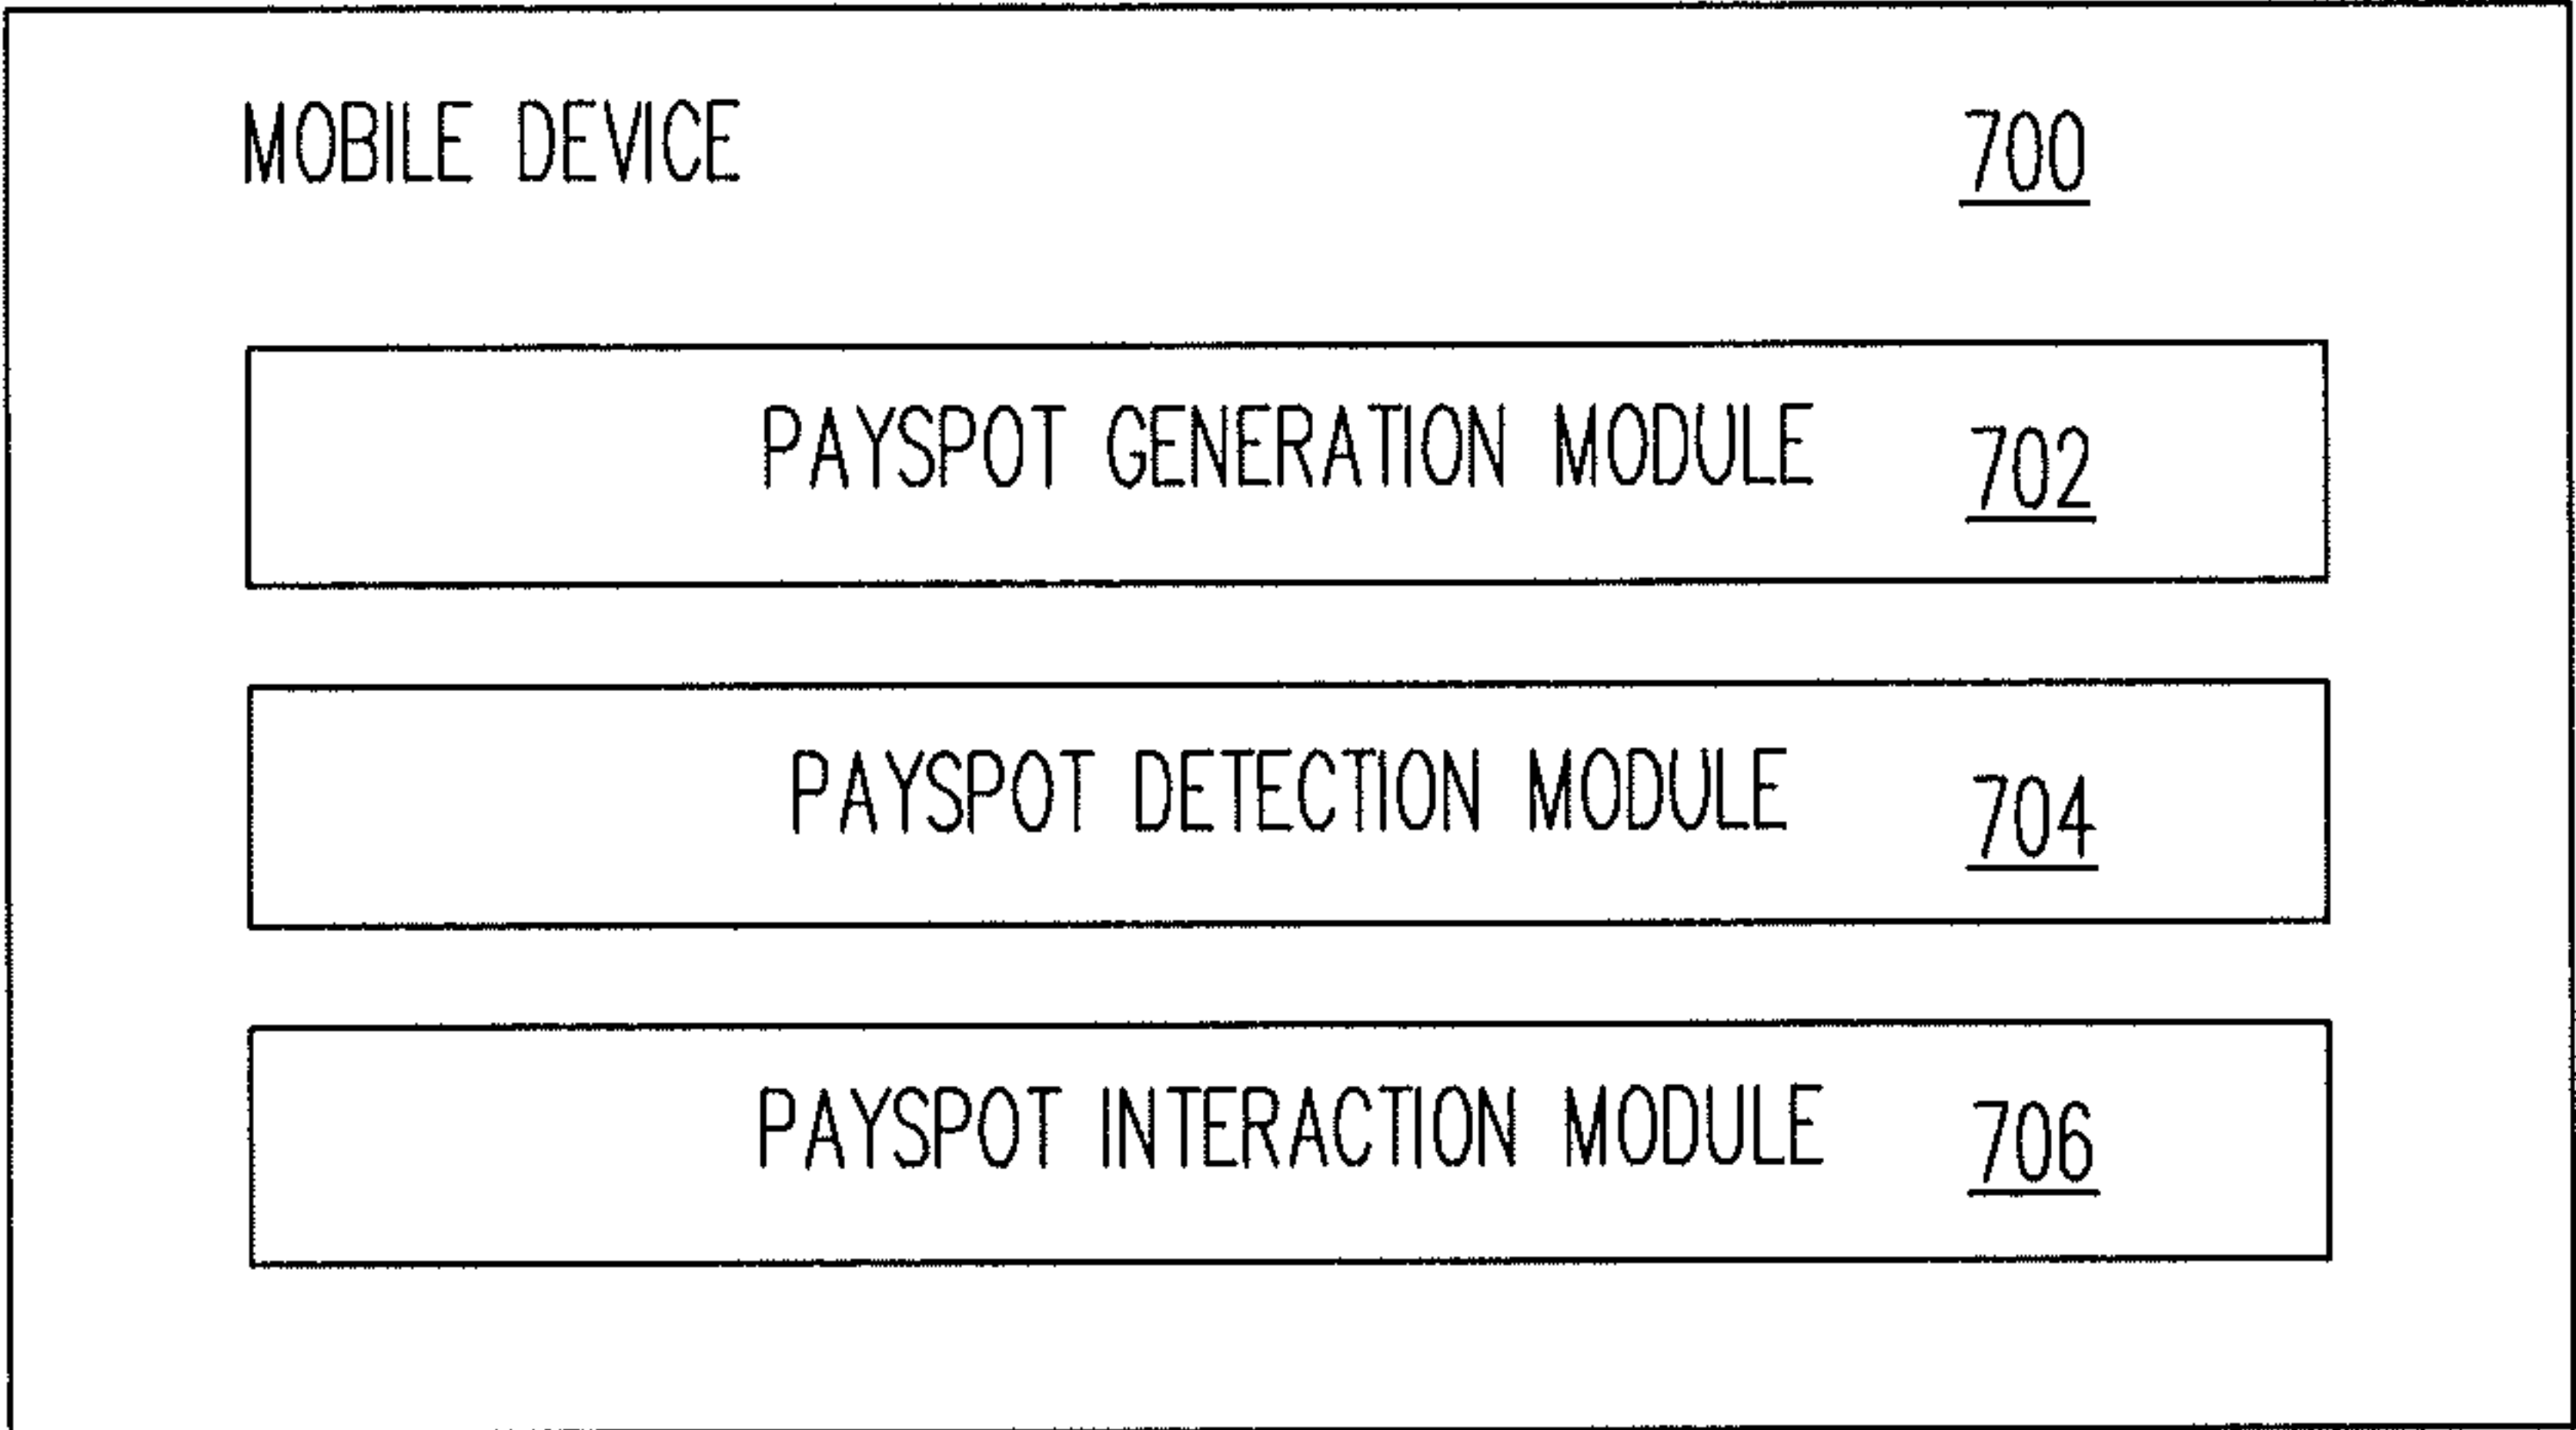 MOBILE DEVICE 700
PAYSPOT GENERATION MODULE 702
PAYSPOT DETECTION MODULE 704
PAYSPOT INTERACTION MODULE 706